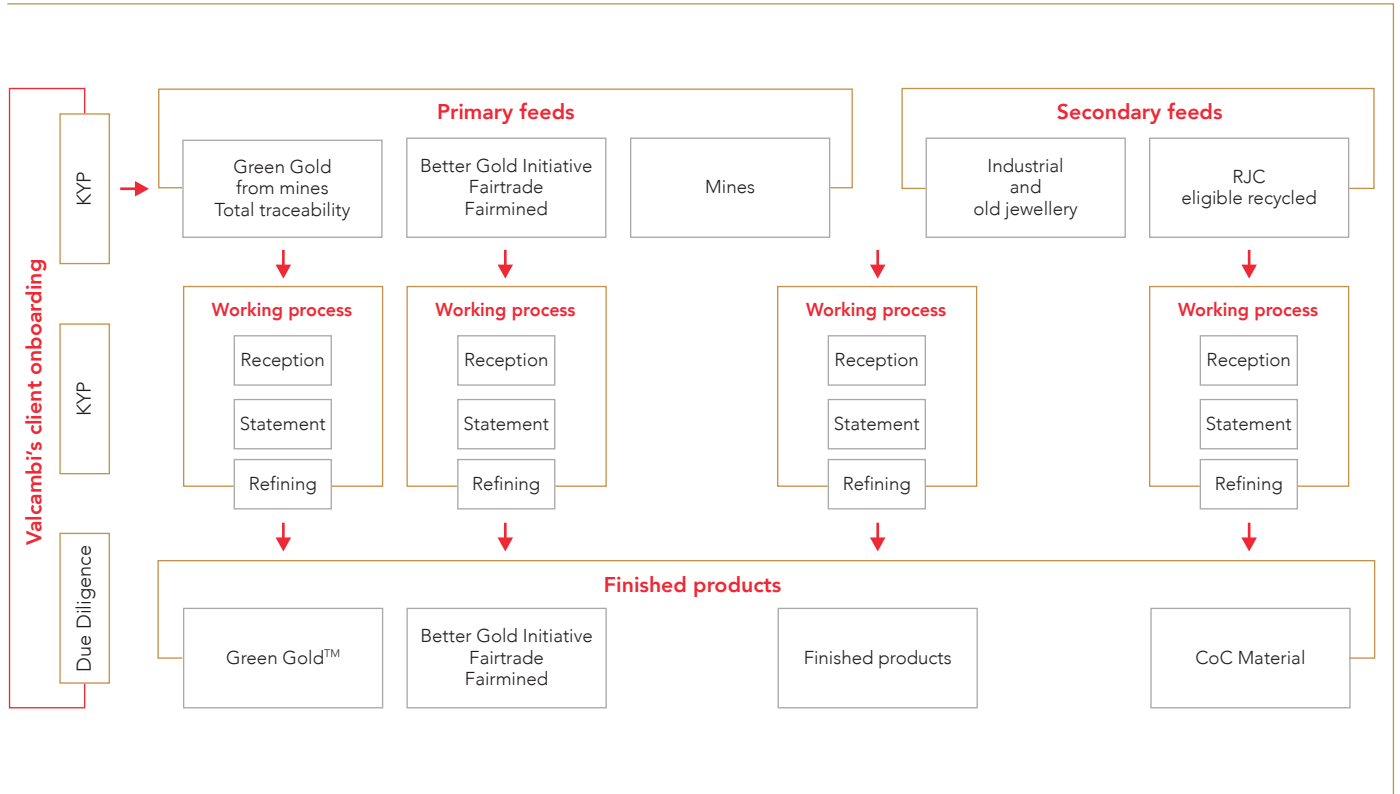 Valcambi's client onboarding
KYP
KYP
Due Diligence
Primary feeds
Green Gold
from mines
Total traceability
Better Gold Initiative
Fairtrade
Fairmined
Mines
Secondary feeds
Industrial
and
old jewellery
RJC
eligible recycled
Working process
Reception
Statement
Refining
Working process
Reception
Statement
Refining
Working process
Reception
Statement
Refining
Working process
Reception
Statement
Refining
Finished products
Green Gold™
Better Gold Initiative
Fairtrade
Fairmined
Finished products
CoC Material